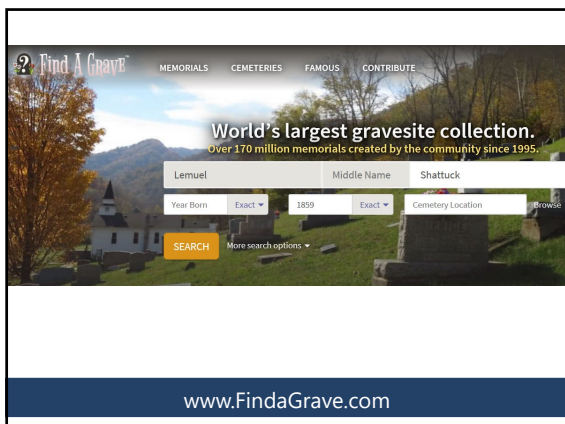 Find A Grave™
MEMORIALS CEMETERIES FAMOUS CONTRIBUTE
World's largest gravesite collection.
Over 170 million memorials created by the community since 1995.
Lemuel Middle Name Shattuck
Year Born Exact 1859 Exact Cemetery Location Browse
SEARCH More search options
www.FindaGrave.com